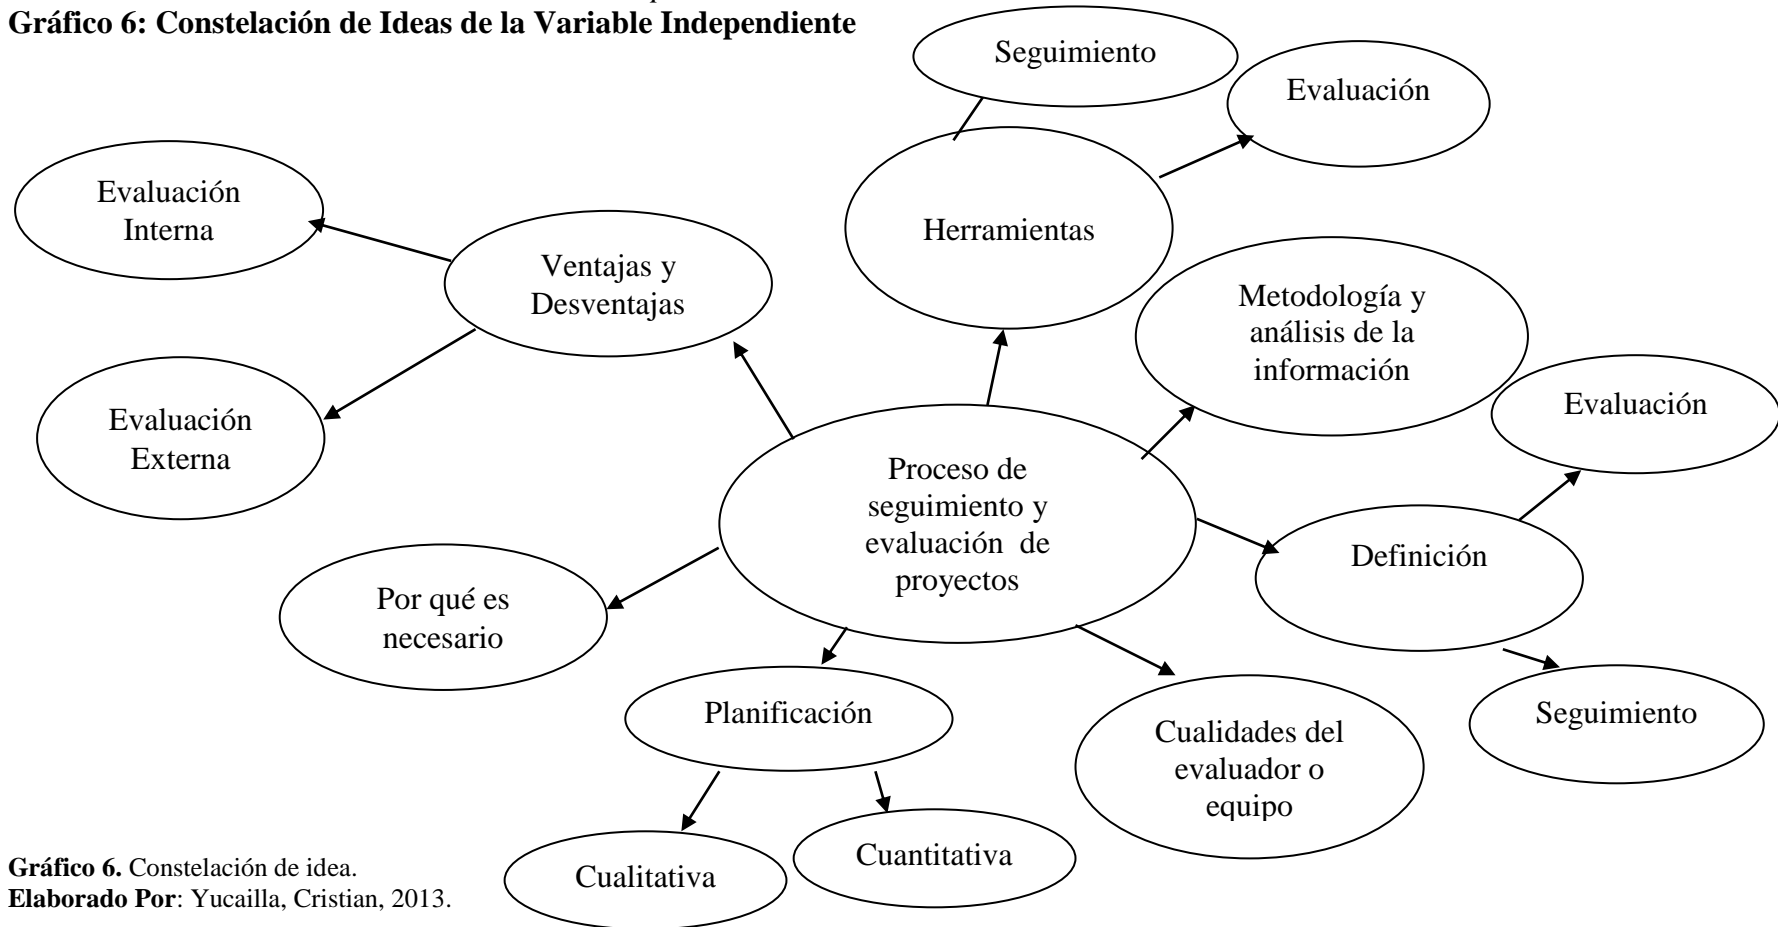 Gráfico 6: Constelación de Ideas de la Variable Independiente
Seguimiento
Evaluación
Evaluación
Interna
Herramientas
Ventajas y
Desventajas
Metodología y
análisis de la
información
Evaluación
Externa
Evaluación
Proceso de
seguimiento y
evaluación  de
proyectos
Definición
Por qué es
necesario
Planificación
Cualidades del
evaluador o
equipo
Seguimiento
Cualitativa
Cuantitativa
Gráfico 6. Constelación de idea.
Elaborado Por: Yucailla, Cristian, 2013.